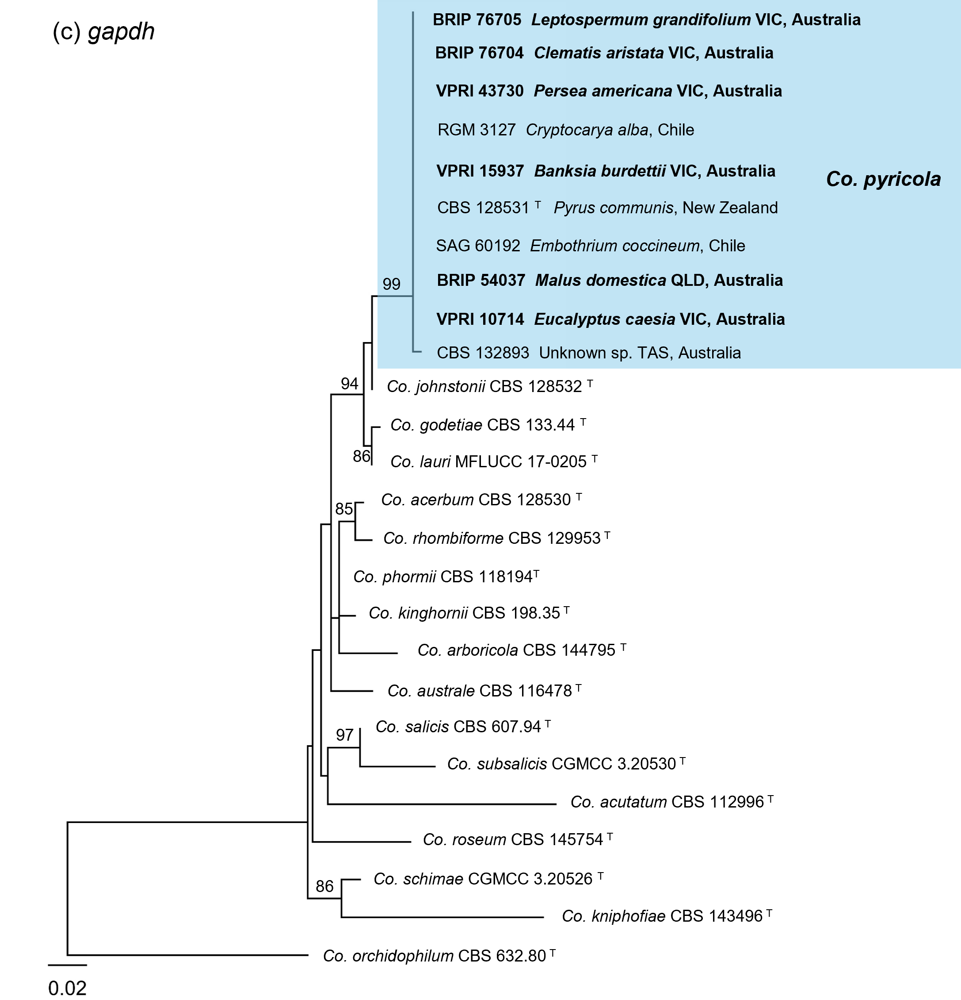 (c) gapdh
BRIP 76705 Leptospermum grandifolium VIC, Australia
BRIP 76704 Clematis aristata VIC, Australia
VPRI 43730 Persea americana VIC, Australia
RGM 3127 Cryptocarya alba, Chile
VPRI 15937 Banksia burdettii VIC, Australia
Co. pyricola
CBS 128531 T Pyrus communis, New Zealand
SAG 60192 Embothrium coccineum, Chile
BRIP 54037 Malus domestica QLD, Australia
99
VPRI 10714 Eucalyptus caesia VIC, Australia
CBS 132893 Unknown sp. TAS, Australia
94
Co. johnstonii CBS 128532 T
Co. godetiae CBS 133.44 T
86
Co. lauri MFLUCC 17-0205 T
Co. acerbum CBS 128530 T
85
Co. rhombiforme CBS 129953 T
Co. phormii CBS 118194T
Co. kinghornii CBS 198.35 T
Co. arboricola CBS 144795 T
Co. australe CBS 116478 T
Co. salicis CBS 607.94 T
97
Co. subsalicis CGMCC 3.20530 T
Co. acutatum CBS 112996 T
Co. roseum CBS 145754 T
Co. schimae CGMCC 3.20526 T
86
Co. kniphofiae CBS 143496 T
Co. orchidophilum CBS 632.80 T
0.02